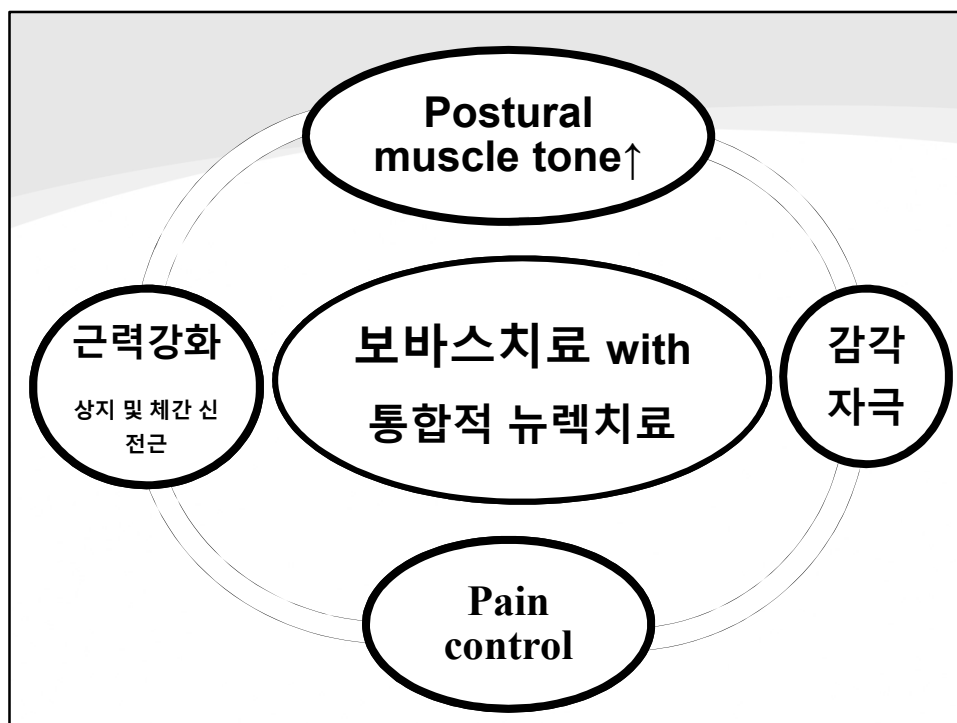 Postural
muscle tone↑
근력강화
상지 및 체간 신
전근
보바스치료 with
통합적 뉴렉치료
감각
자극
Pain
control